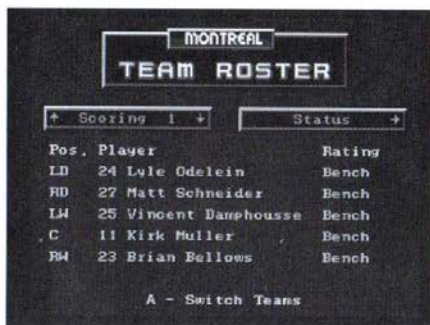 MONTREAL
TEAM ROSTER
↑ Scoring 1 ↓ Status →
Pos. Player Rating
LD 24 Lyle Odelein Bench
RD 27 Matt Schneider Bench
LW 25 Vincent Damphousse Bench
C 11 Kirk Muller Bench
RW 23 Brian Bellows Bench
A - Switch Teams